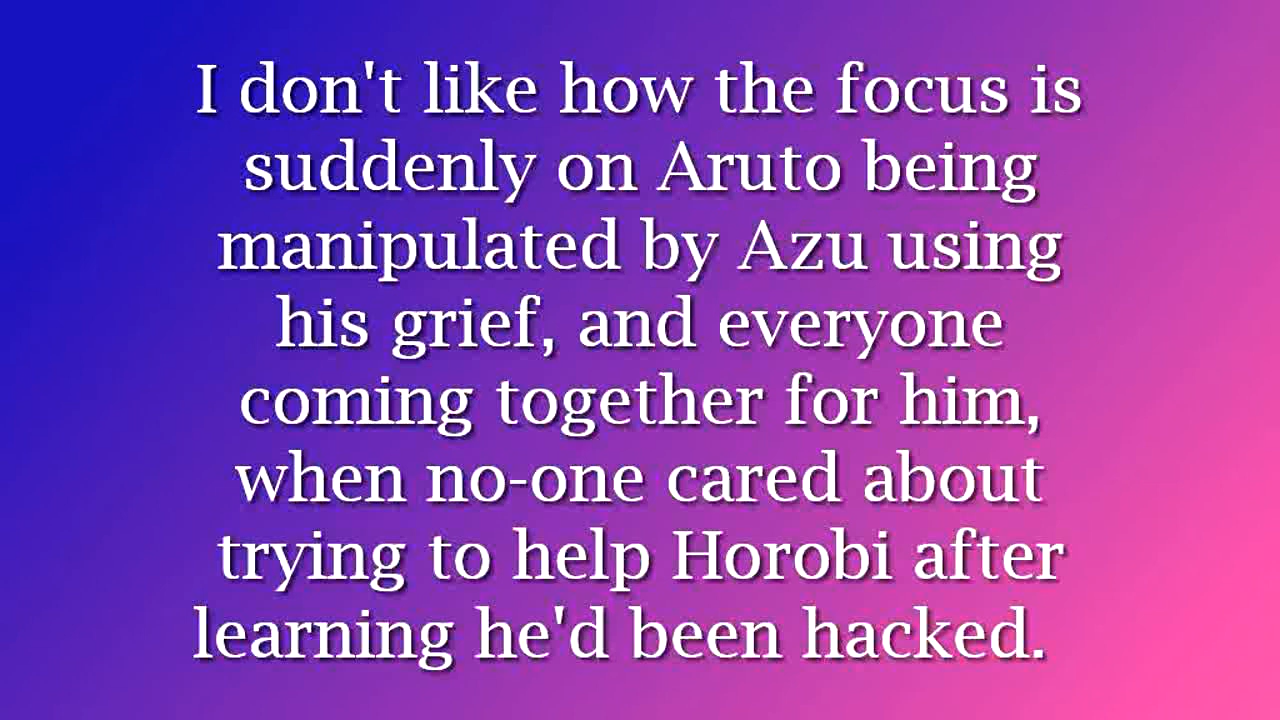 I don't like how the focus is
suddenly on Aruto being
manipulated by Azu using
his grief, and everyone
coming together for him,
when no-one cared about
trying to help Horobi after
learning he'd been hacked.